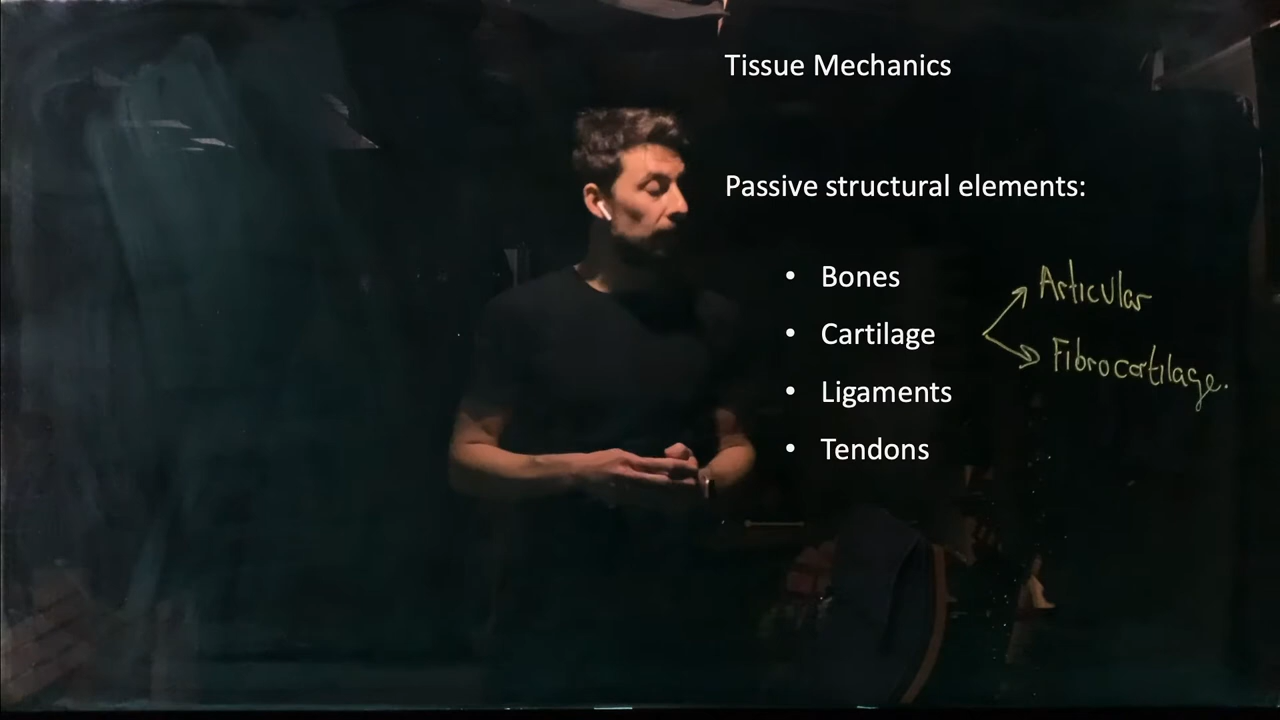 Tissue Mechanics
Passive structural elements:
• Bones
• Cartilage
• Ligaments
• Tendons
Articular
Fibrocartilage.